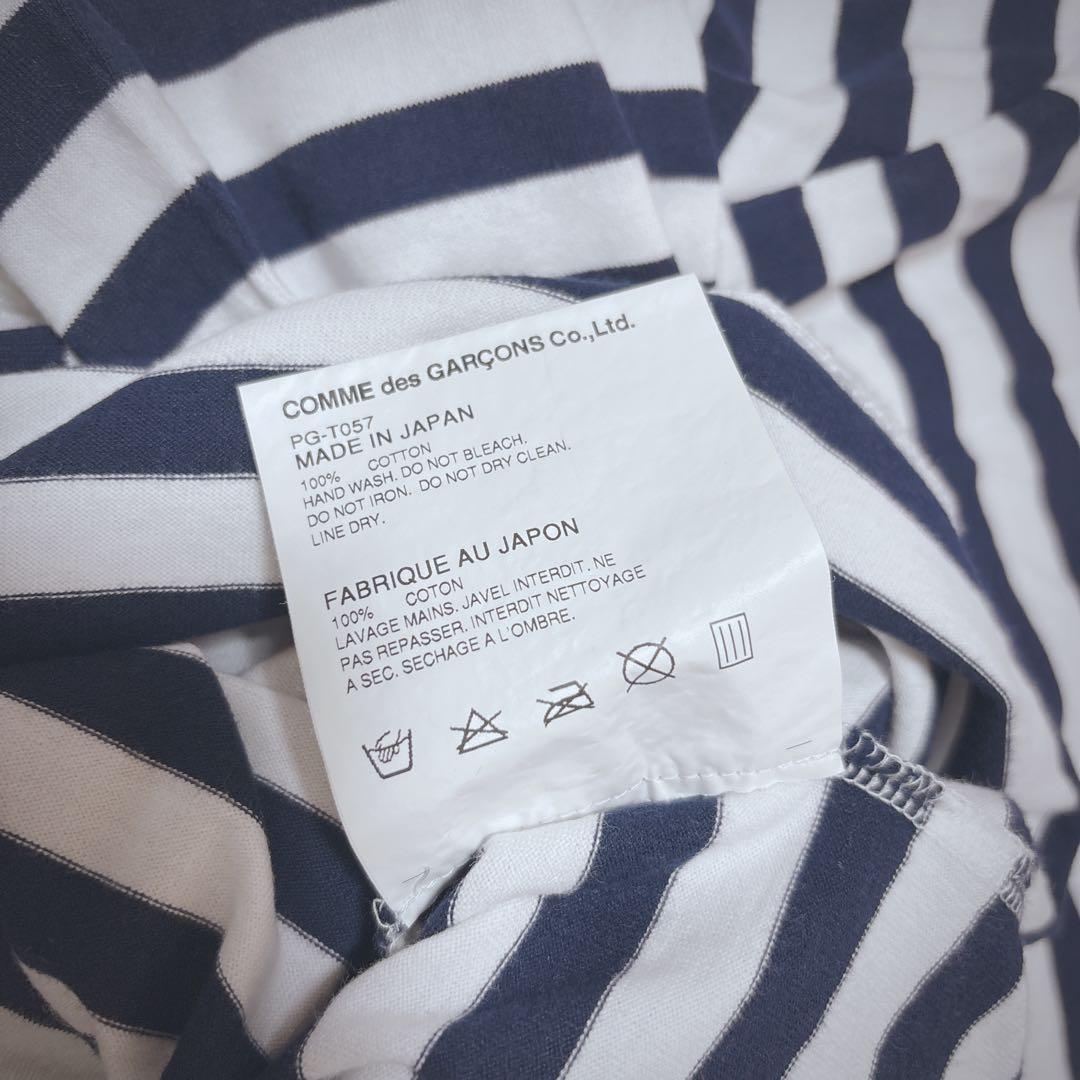 COMME des GARÇONS Co.,Ltd.
PG-T057
MADE IN JAPAN
100% COTTON
HAND WASH. DO NOT BLEACH.
DO NOT IRON. DO NOT DRY CLEAN.
LINE DRY.
FABRIQUE AU JAPON
100% COTON
LAVAGE MAINS. JAVEL INTERDIT. NE
PAS REPASSER. INTERDIT NETTOYAGE
A SEC. SECHAGE A L'OMBRE.